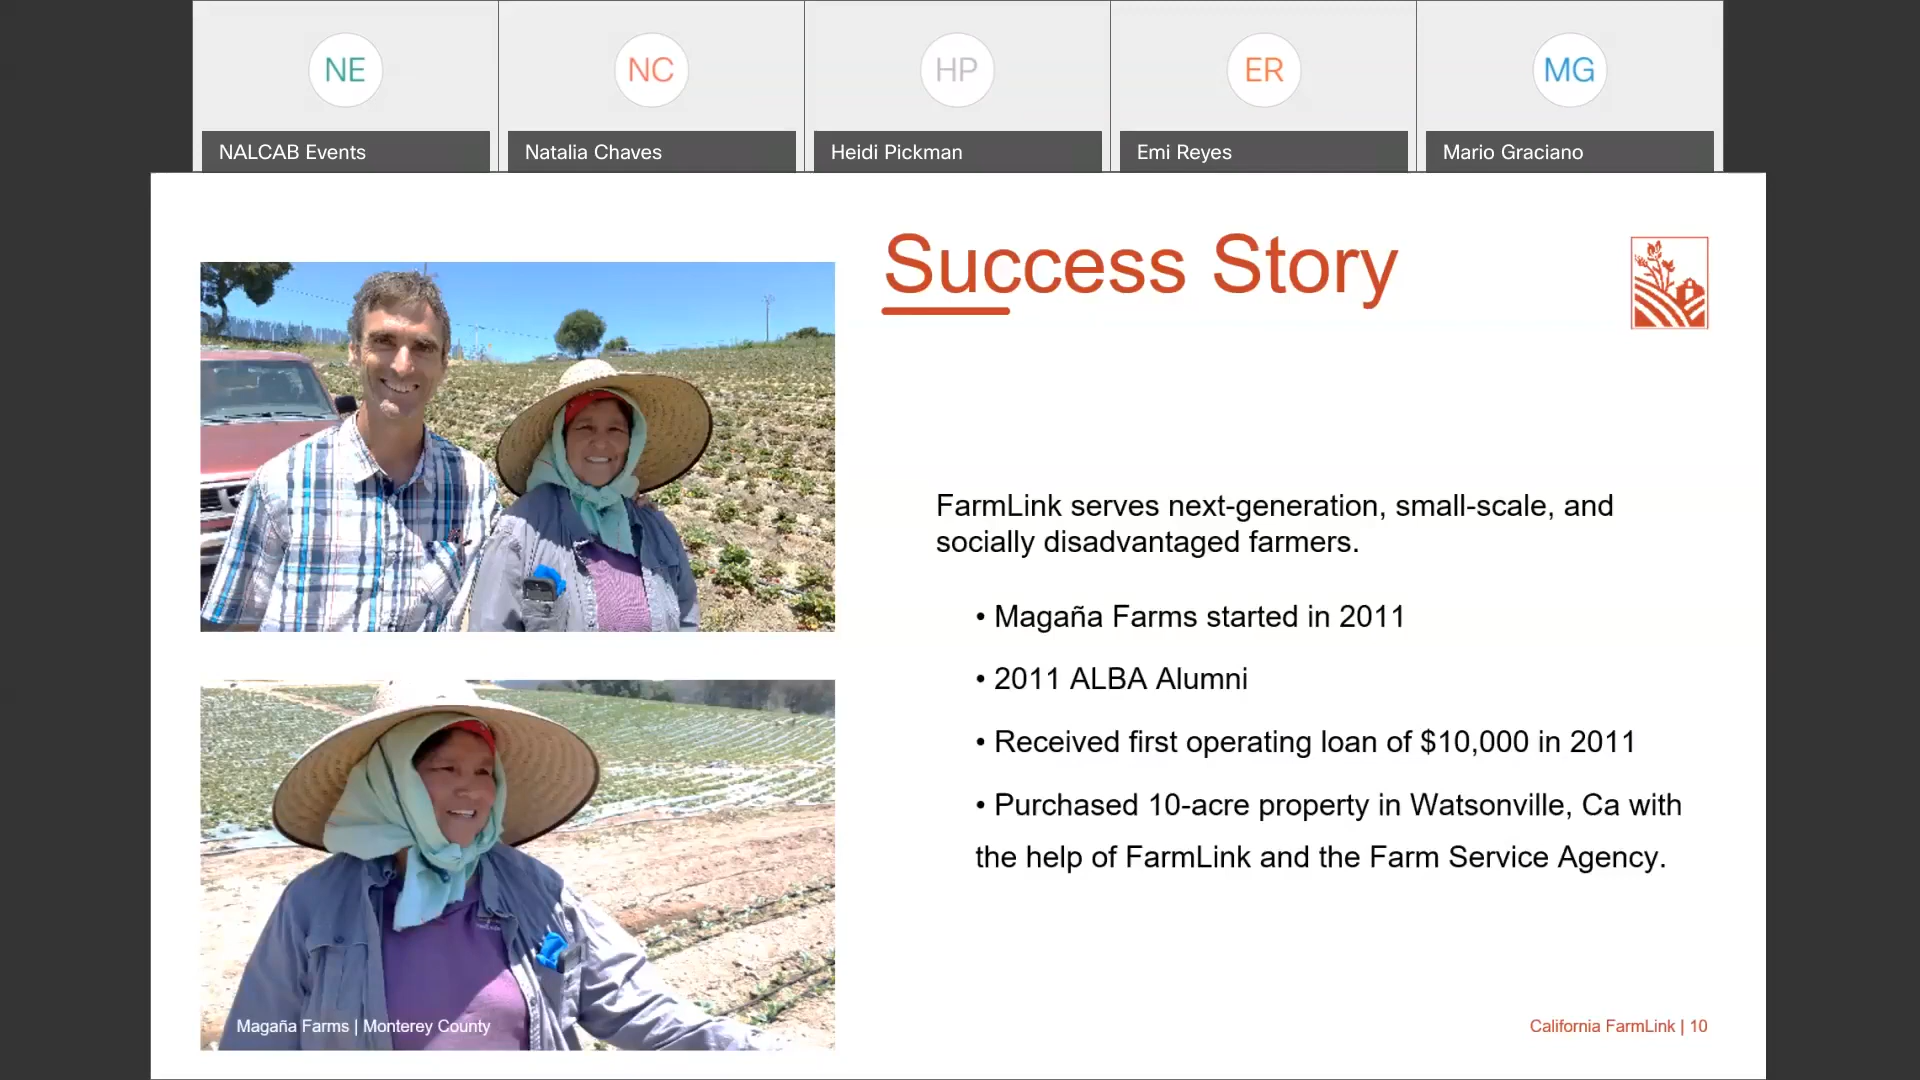 NE
NC
HP
ER
MG
NALCAB Events
Natalia Chaves
Heidi Pickman
Emi Reyes
Mario Graciano
Success Story
FarmLink serves next-generation, small-scale, and
socially disadvantaged farmers.
• Magaña Farms started in 2011
• 2011 ALBA Alumni
• Received first operating loan of $10,000 in 2011
• Purchased 10-acre property in Watsonville, Ca with
the help of FarmLink and the Farm Service Agency.
Magaña Farms | Monterey County
California FarmLink | 10